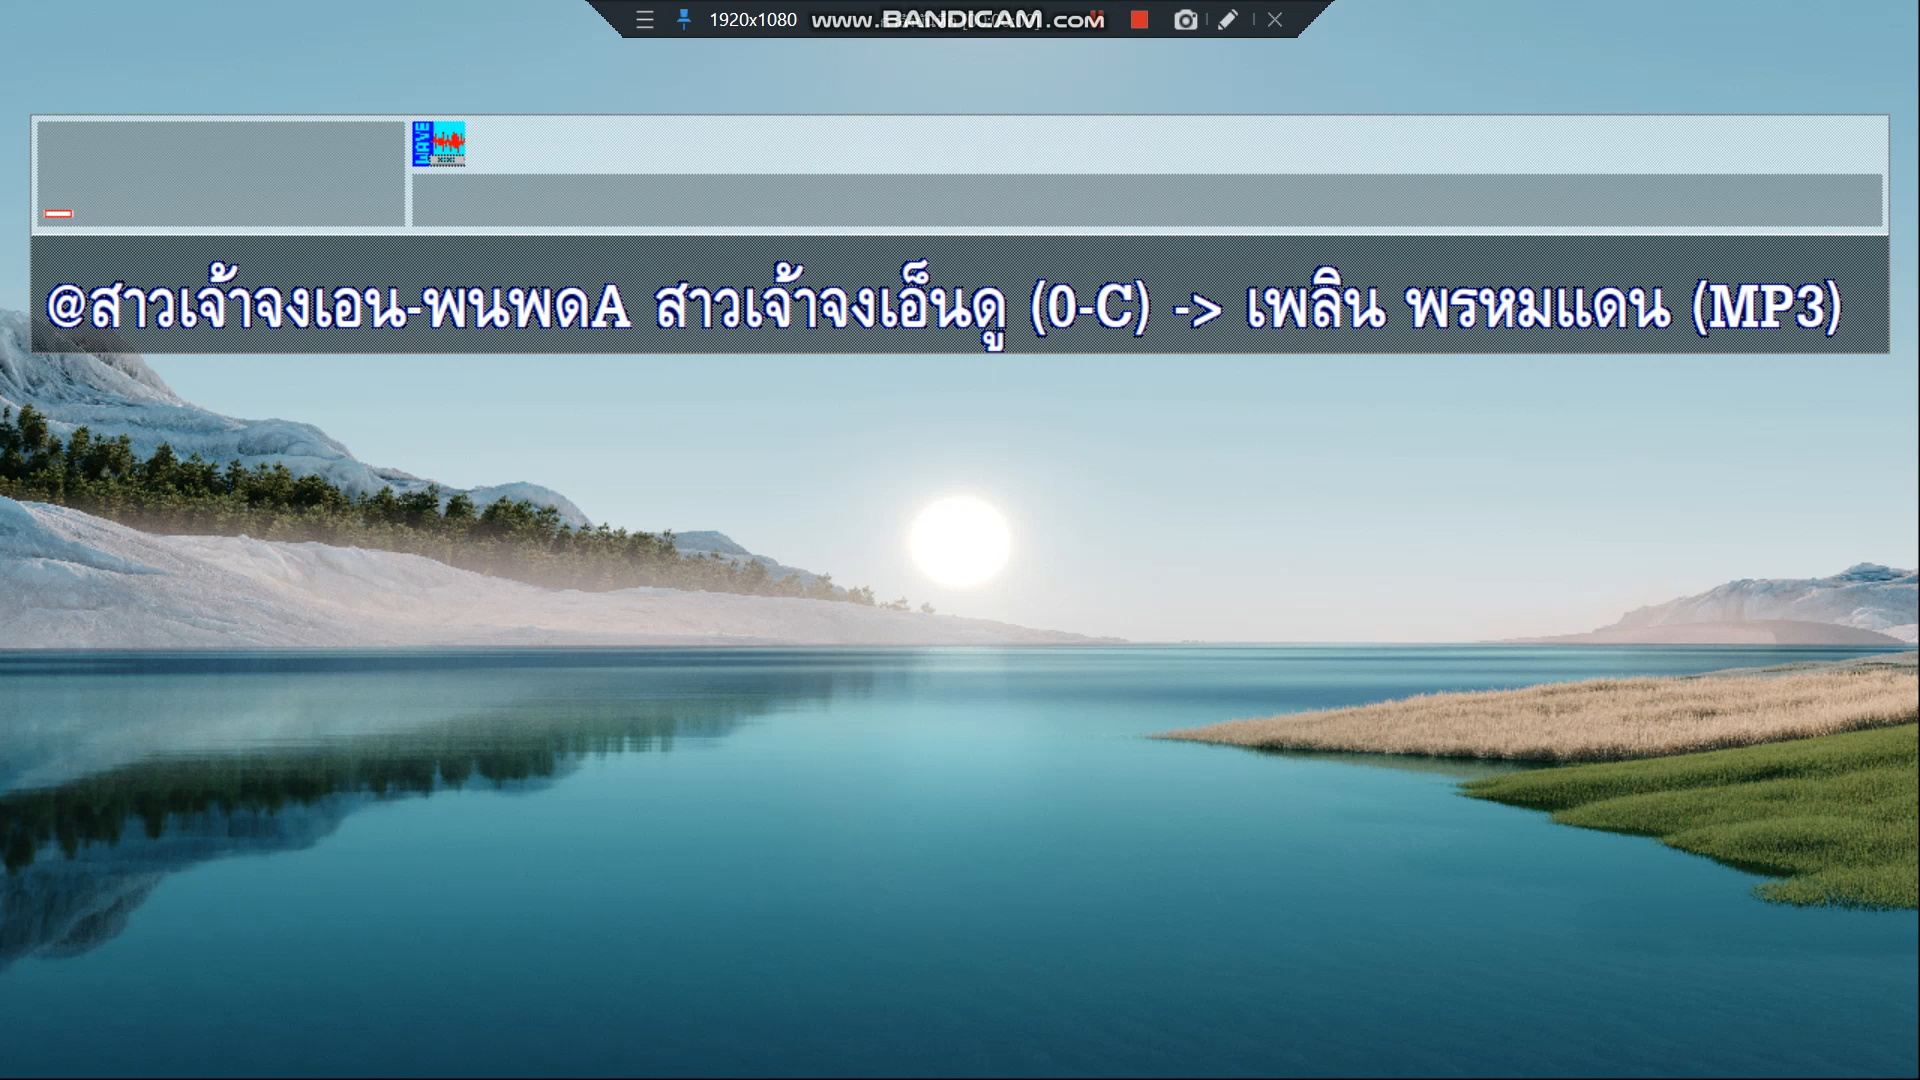 1920x1080 www.BANDICAM.com
WAVE
@สาวเจ้าจงเอน-พนพดA สาวเจ้าจงเอ็นดู (0-C) -> เพลิน พรหมแดน (MP3)